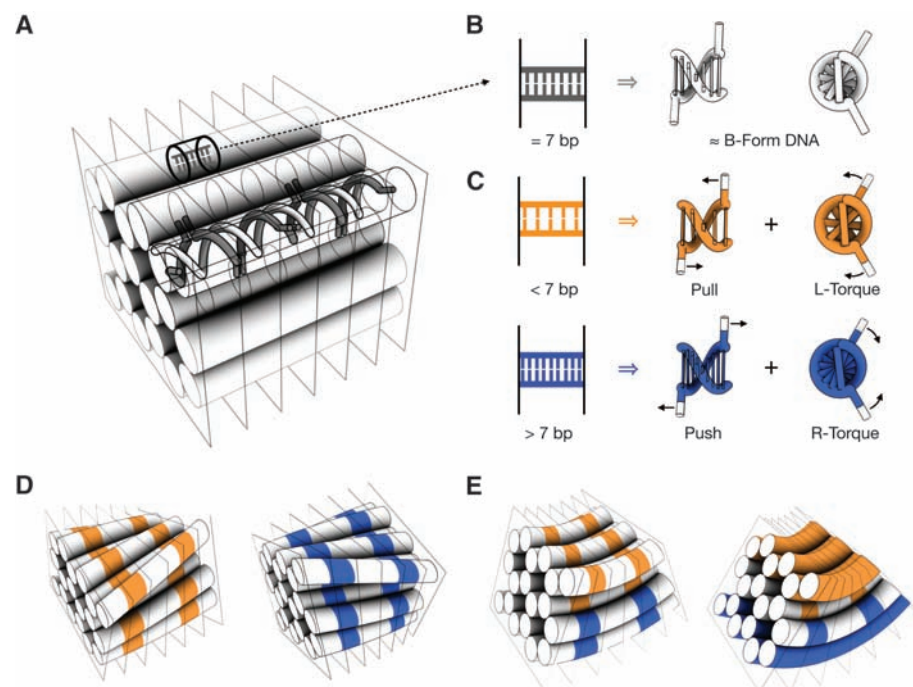 A
B
= 7 bp
≈ B-Form DNA
C
< 7 bp
Pull
+
L-Torque
> 7 bp
Push
+
R-Torque
D
E